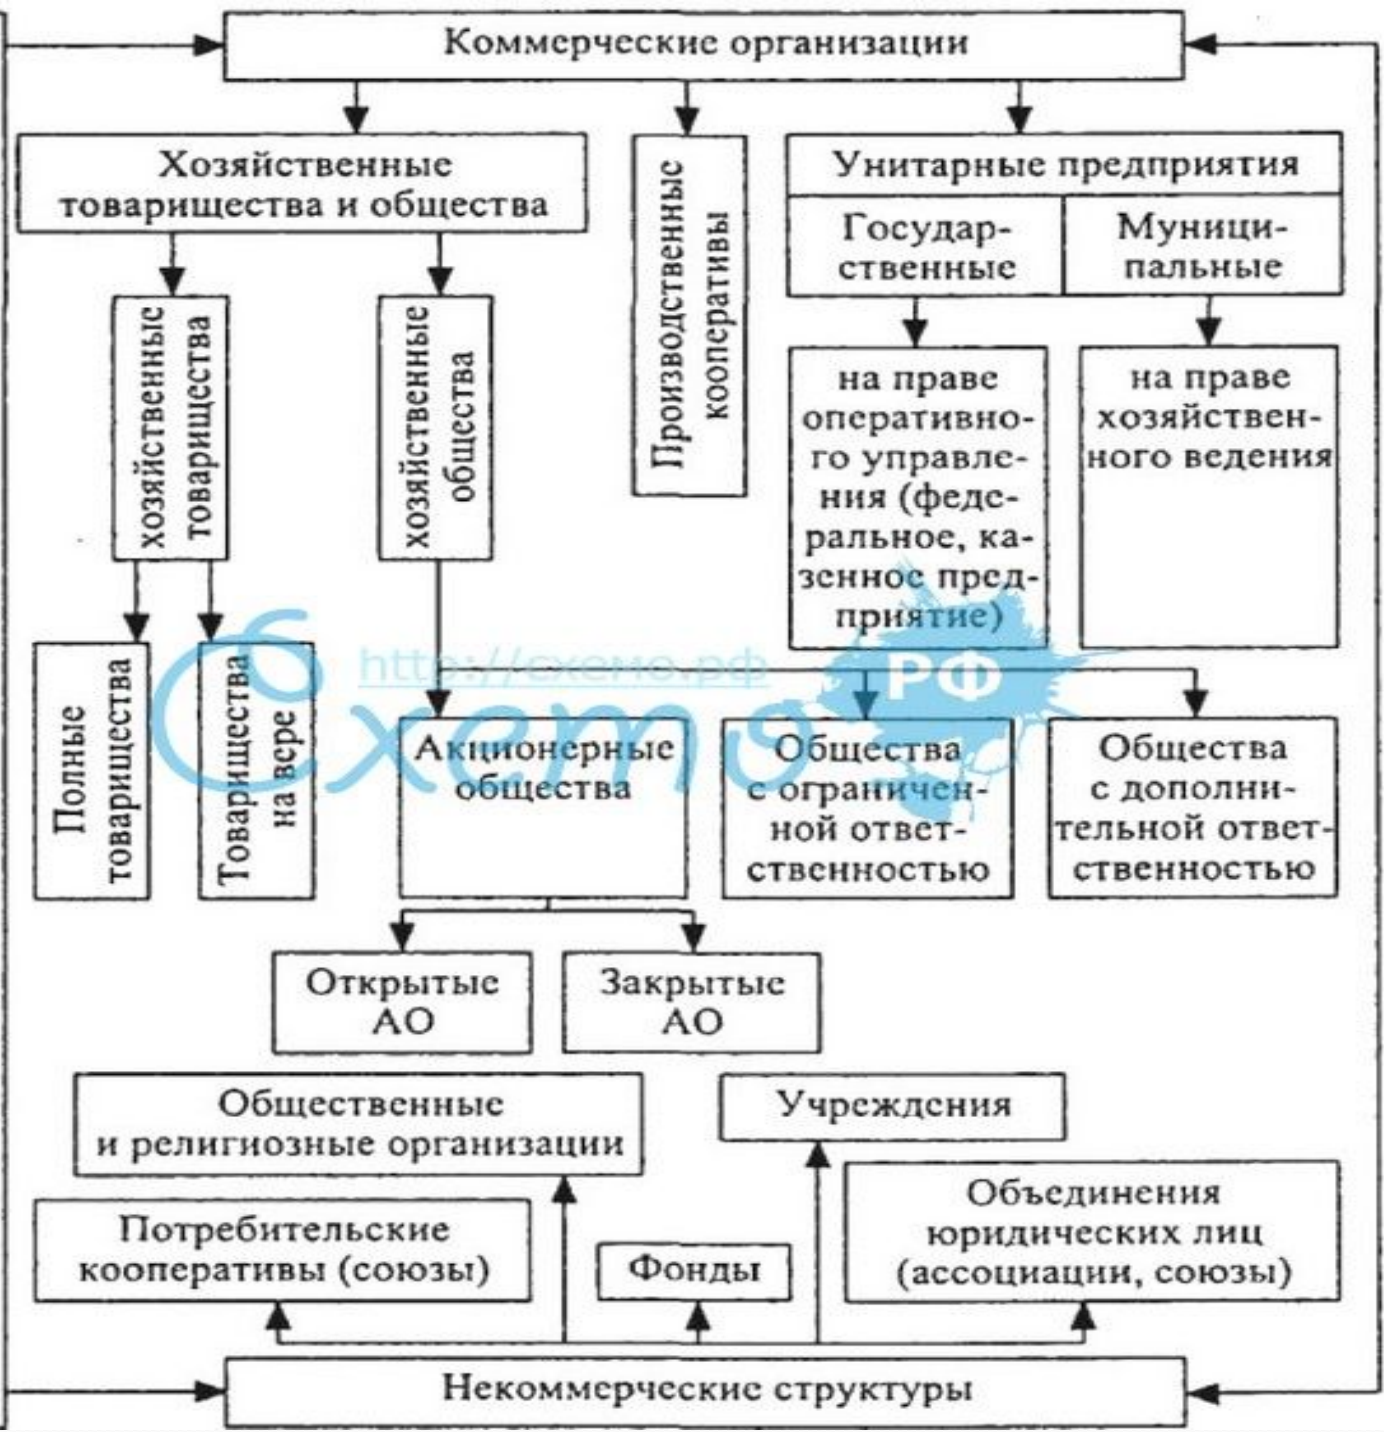 Коммерческие организации
Хозяйственные
товарищества и общества
Производственные
кооперативы
Унитарные предприятия
Государ-
ственные
Муници-
пальные
хозяйственные
товарищества
хозяйственные
общества
на праве
оперативно-
го управле-
ния (феде-
ральное, ка-
зенное пред-
приятие)
на праве
хозяйствен-
ного ведения
Полные
товарищества
Товарищества
на вере
http://схемо.рф
Схемо
РФ
Акционерные
общества
Общества
с ограничен-
ной ответ-
ственностью
Общества
с дополни-
тельной ответ-
ственностью
Открытые
АО
Закрытые
АО
Общественные
и религиозные организации
Учреждения
Потребительские
кооперативы (союзы)
Фонды
Объединения
юридических лиц
(ассоциации, союзы)
Некоммерческие структуры